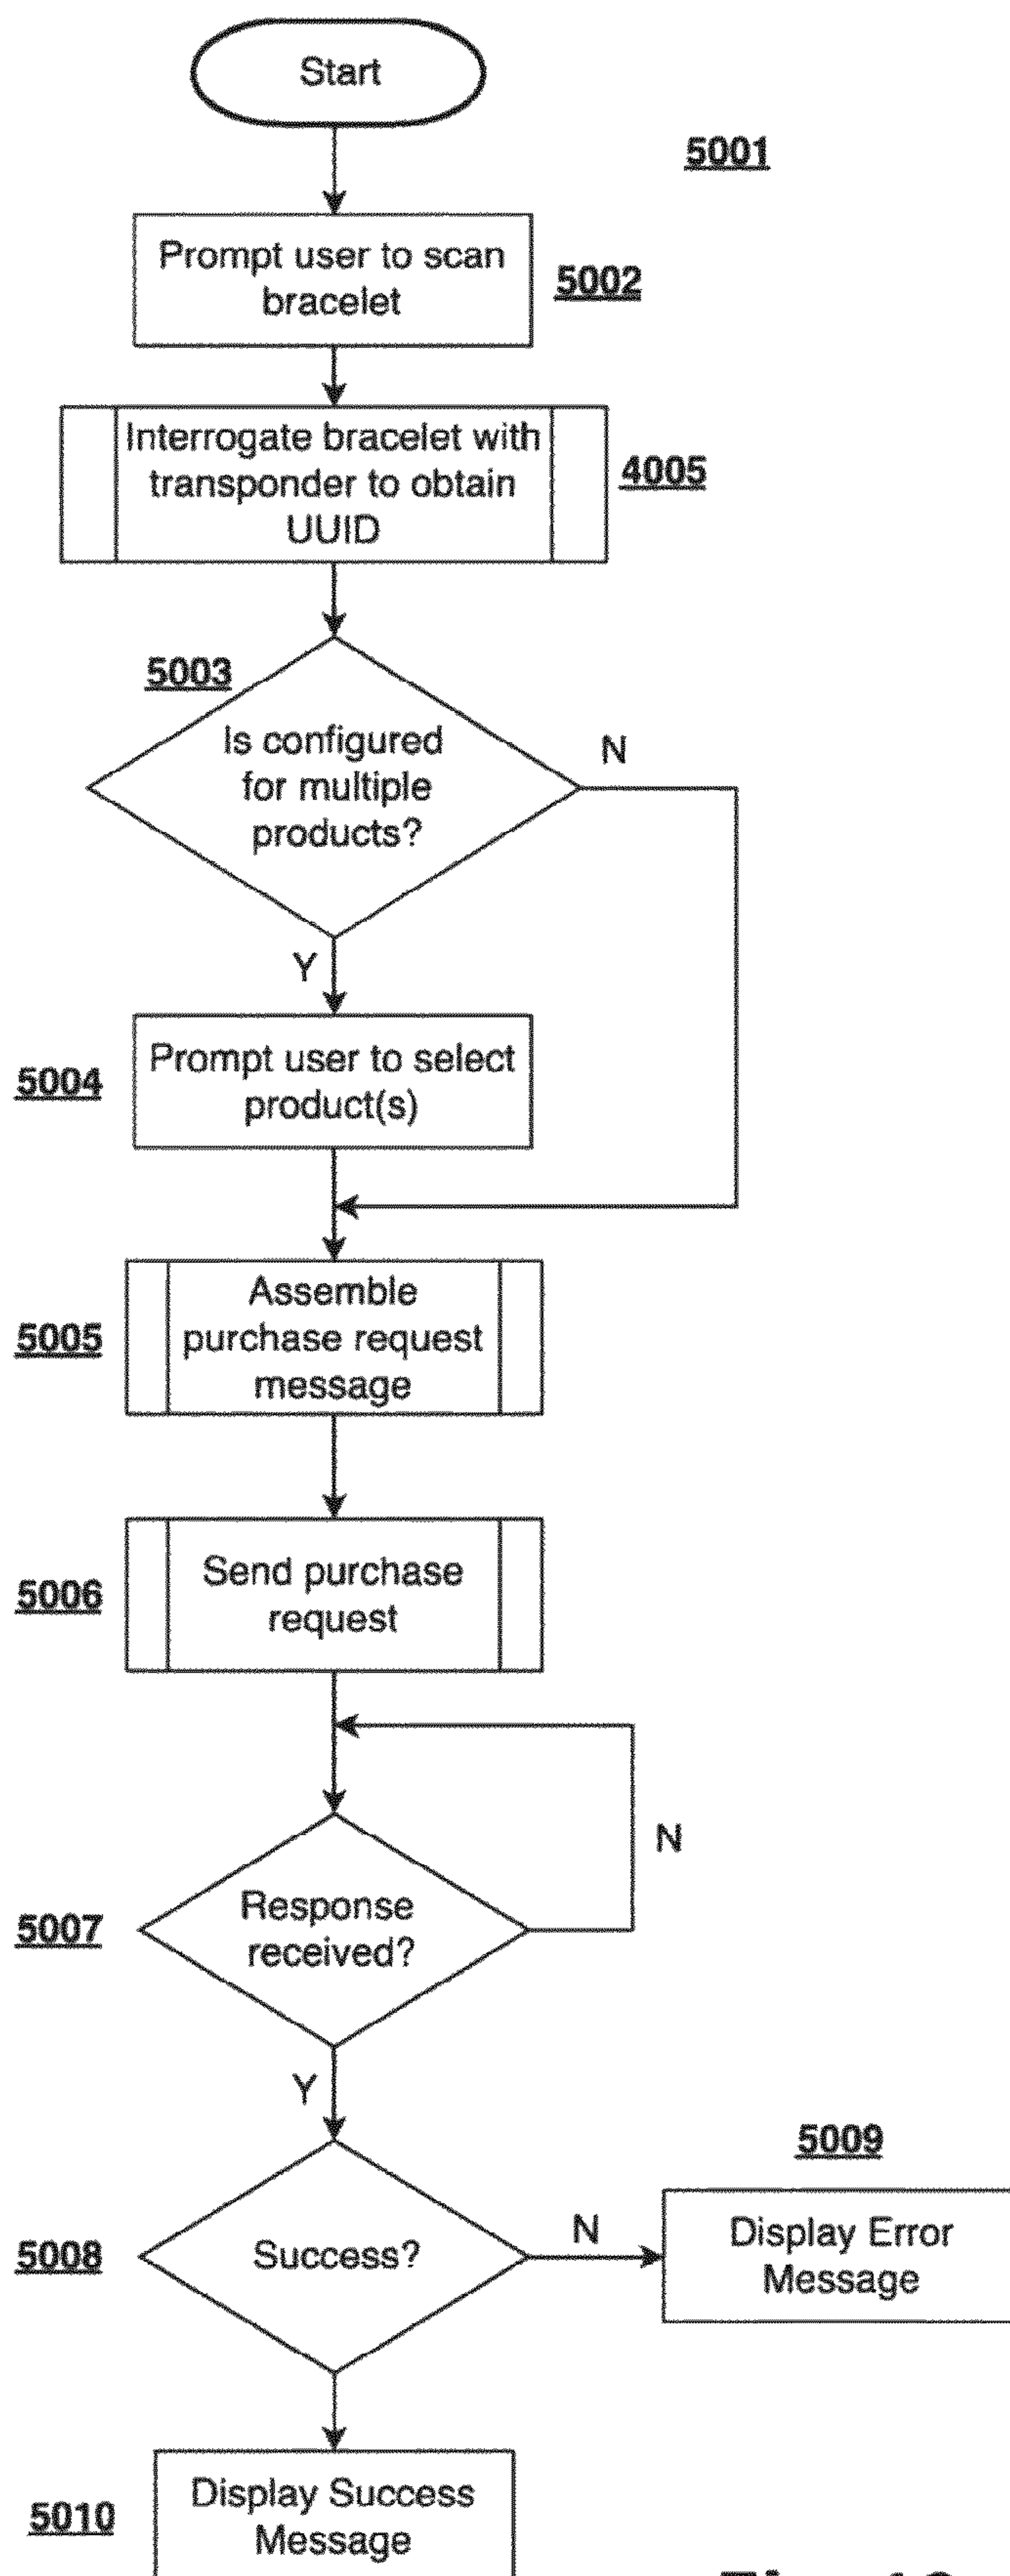 Start
5001
Prompt user to scan
bracelet
5002
Interrogate bracelet with
transponder to obtain
UUID
4005
5003
Is configured
for multiple
products?
N
Y
Prompt user to select
product(s)
5004
Assemble
purchase request
message
5005
Send purchase
request
5006
N
Response
received?
5007
Y
5009
Success?
5008
N
Display Error
Message
Display Success
Message
5010